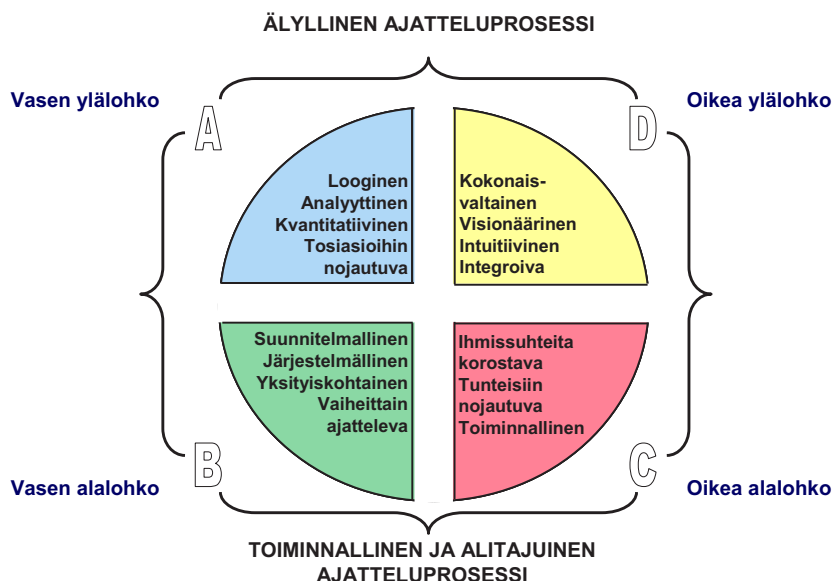 ÄLYLLINEN AJATTELUPROSESSI
Vasen ylälohko
Oikea ylälohko
A
D
Looginen
Analyyttinen
Kvantitatiivinen
Tosiasioihin
nojautuva
Kokonais-
valtainen
Visionäärinen
Intuitiivinen
Integroiva
Suunnitelmallinen
Järjestelmällinen
Yksityiskohtainen
Vaiheittain
ajatteleva
Ihmissuhteita
korostava
Tunteisiin
nojautuva
Toiminnallinen
B
C
Vasen alalohko
Oikea alalohko
TOIMINNALLINEN JA ALITAJUINEN
AJATTELUPROSESSI